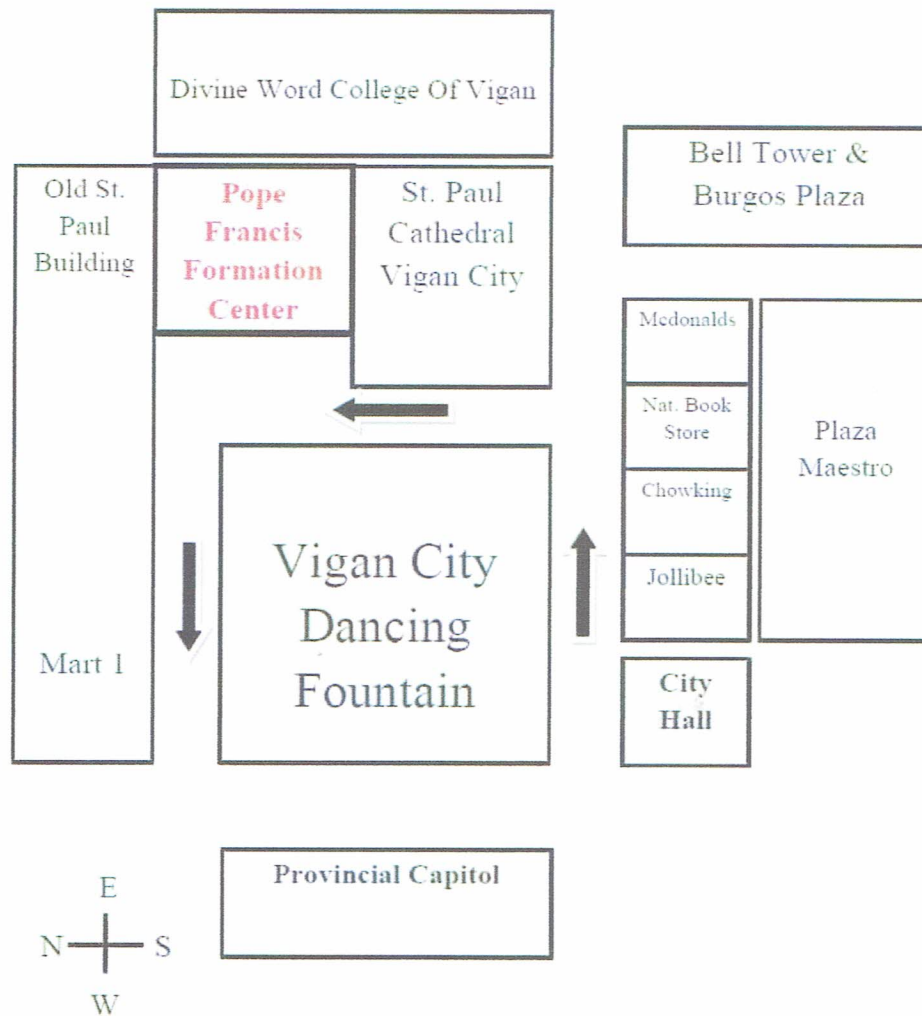 Divine Word College Of Vigan
Bell Tower &
Burgos Plaza
Old St.
Paul
Building
Pope
Francis
Formation
Center
St. Paul
Cathedral
Vigan City
Mcdonalds
Nat. Book
Store
Plaza
Maestro
Chowking
Jollibee
Vigan City
Dancing
Fountain
Mart 1
City
Hall
Provincial Capitol
E
N
S
W